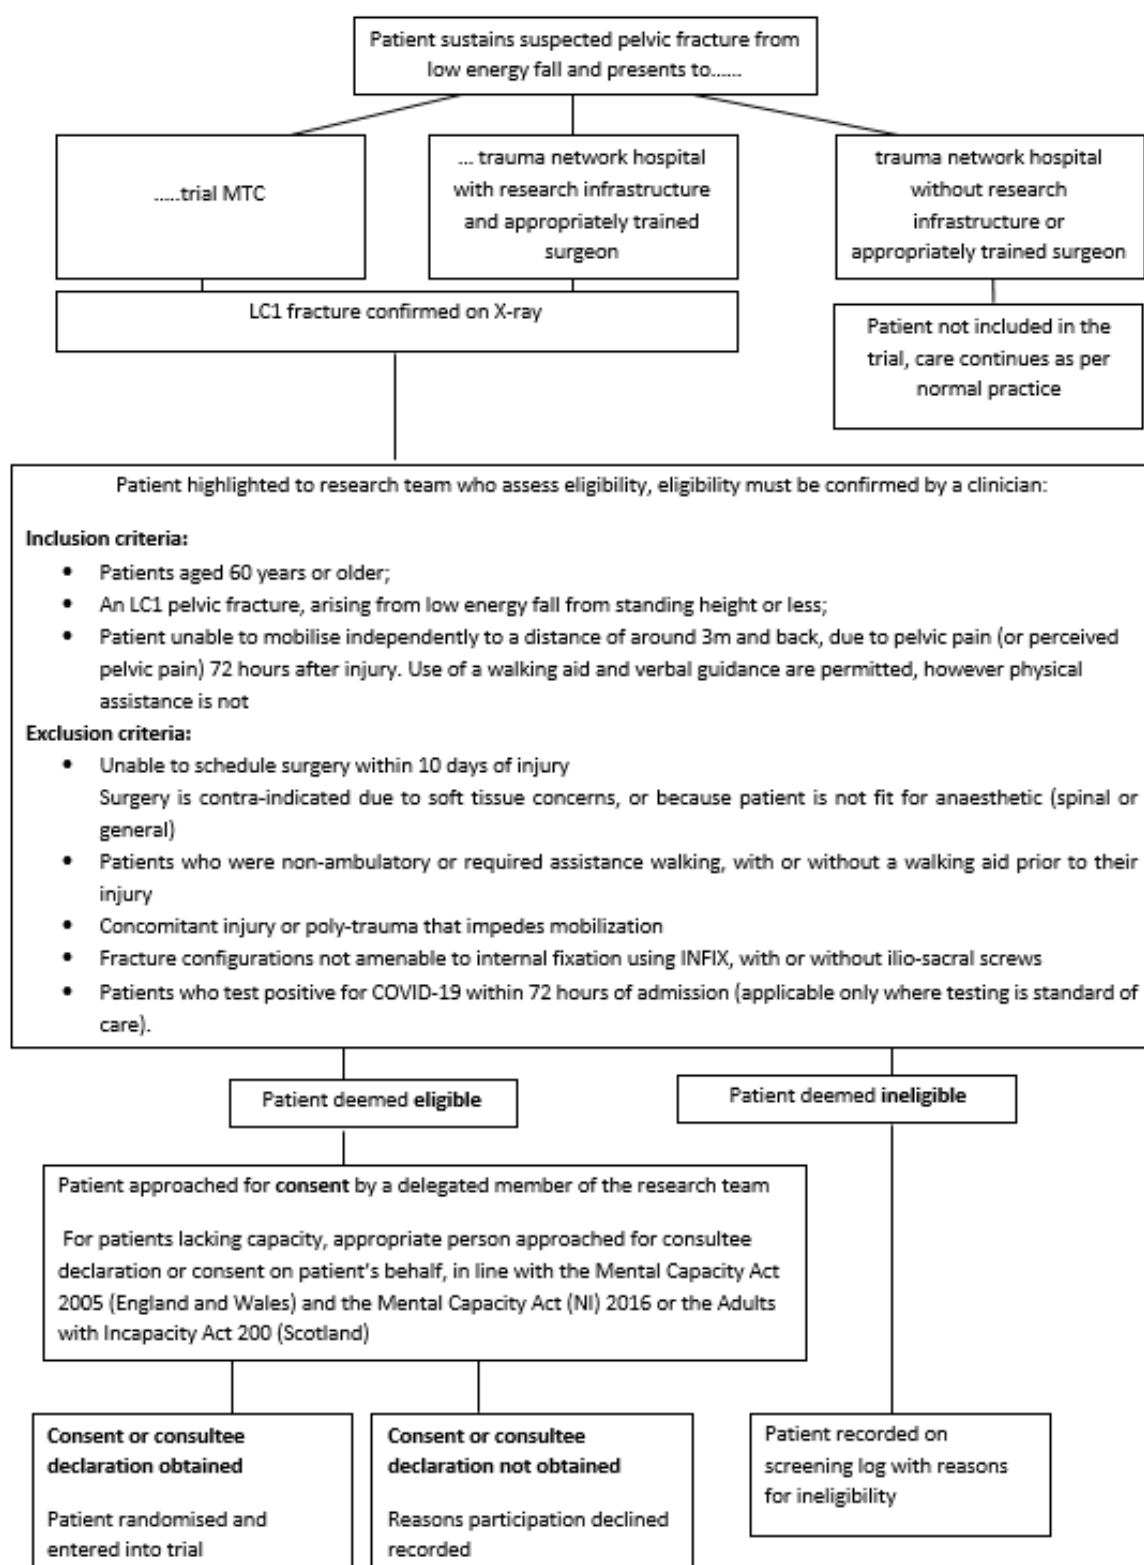 Patient sustains suspected pelvic fracture from
low energy fall and presents to……
……trial MTC
… trauma network hospital
with research infrastructure
and appropriately trained
surgeon
trauma network hospital
without research
infrastructure or
appropriately trained surgeon
LC1 fracture confirmed on X-ray
Patient not included in the
trial, care continues as per
normal practice
Patient highlighted to research team who assess eligibility, eligibility must be confirmed by a clinician:
Inclusion criteria:
• Patients aged 60 years or older;
• An LC1 pelvic fracture, arising from low energy fall from standing height or less;
• Patient unable to mobilise independently to a distance of around 3m and back, due to pelvic pain (or perceived
pelvic pain) 72 hours after injury. Use of a walking aid and verbal guidance are permitted, however physical
assistance is not
Exclusion criteria:
• Unable to schedule surgery within 10 days of injury
Surgery is contra-indicated due to soft tissue concerns, or because patient is not fit for anaesthetic (spinal or
general)
• Patients who were non-ambulatory or required assistance walking, with or without a walking aid prior to their
injury
• Concomitant injury or poly-trauma that impedes mobilization
• Fracture configurations not amenable to internal fixation using INFIX, with or without ilio-sacral screws
• Patients who test positive for COVID-19 within 72 hours of admission (applicable only where testing is standard of
care).
Patient deemed eligible
Patient deemed ineligible
Patient approached for consent by a delegated member of the research team
For patients lacking capacity, appropriate person approached for consultee
declaration or consent on patient's behalf, in line with the Mental Capacity Act
2005 (England and Wales) and the Mental Capacity Act (NI) 2016 or the Adults
with Incapacity Act 200 (Scotland)
Consent or consultee
declaration obtained
Patient randomised and
entered into trial
Consent or consultee
declaration not obtained
Reasons participation declined
recorded
Patient recorded on
screening log with reasons
for ineligibility